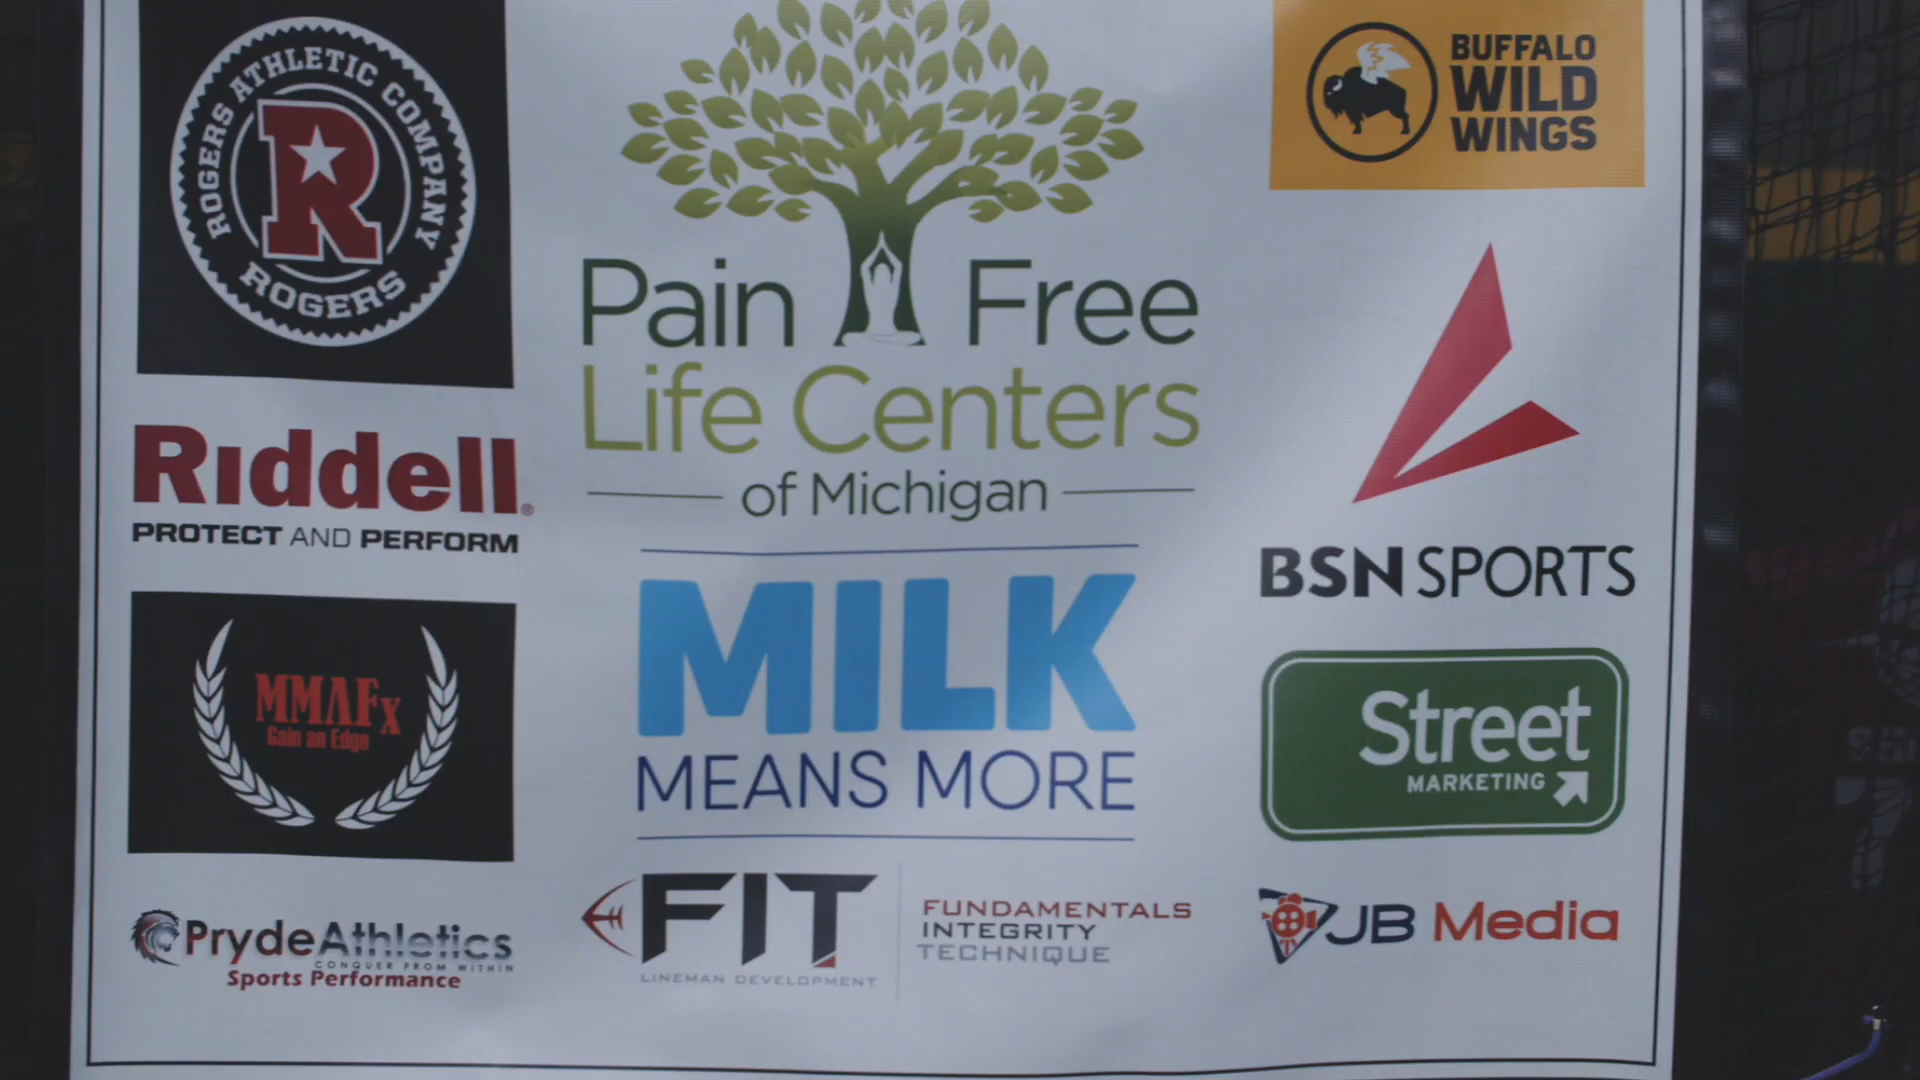 ROGERS ATHLETIC COMPANY
R
ROGERS
Riddell®
PROTECT AND PERFORM
MMAFx
Gain an Edge
PrydeAthletics
CONQUER FROM WITHIN
Sports Performance
Pain Free
Life Centers
of Michigan
MILK
MEANS MORE
FIT
LINEMAN DEVELOPMENT
FUNDAMENTALS
INTEGRITY
TECHNIQUE
BUFFALO
WILD
WINGS
BSN SPORTS
Street
MARKETING
JB Media